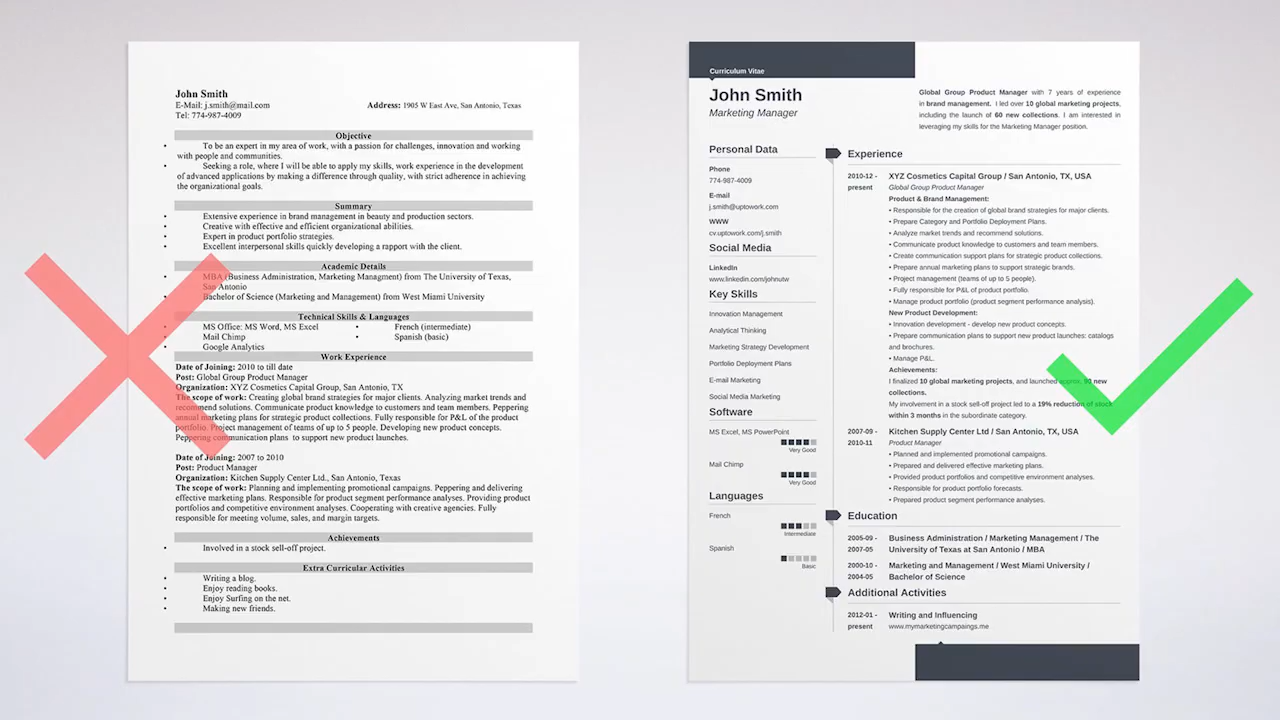 John Smith
E-Mail: j.smith@mail.com
Address: 1905 W East Ave, San Antonio, Texas
Tel: 774-987-4009
Objective
• To be an expert in my area of work, with a passion for challenges, innovation and working
with people and communities.
• Seeking a role, where I will be able to apply my skills, work experience in the development
of advanced applications by making a difference through quality, with strict adherence in achieving
the organizational goals.
Summary
• Extensive experience in brand management in beauty and production sectors.
• Creative with effective and efficient organizational abilities.
• Expert in product portfolio strategies.
• Excellent interpersonal skills quickly developing a rapport with the client.
Academic Details
• MBA (Business Administration, Marketing Managment) from The University of Texas,
San Antonio
• Bachelor of Science (Marketing and Management) from West Miami University
Technical Skills & Languages
• MS Office: MS Word, MS Excel • French (intermediate)
• Mail Chimp • Spanish (basic)
• Google Analytics
Work Experience
Date of Joining: 2010 to till date
Post: Global Group Product Manager
Organization: XYZ Cosmetics Capital Group, San Antonio, TX
The scope of work: Creating global brand strategies for major clients. Analyzing market trends and
recommend solutions. Communicate product knowledge to customers and team members. Peppering
annual marketing plans for strategic product collections. Fully responsible for P&L of the product
portfolio. Project management of teams of up to 5 people. Developing new product concepts.
Peppering communication plans to support new product launches.
Date of Joining: 2007 to 2010
Post: Product Manager
Organization: Kitchen Supply Center Ltd., San Antonio, Texas
The scope of work: Planning and implementing promotional campaigns. Peppering and delivering
effective marketing plans. Responsible for product segment performance analyses. Providing product
portfolios and competitive environment analyses. Cooperating with creative agencies. Fully
responsible for meeting volume, sales, and margin targets.
Achievements
• Involved in a stock sell-off project.
Extra Curricular Activities
• Writing a blog.
• Enjoy reading books.
• Enjoy Surfing on the net.
• Making new friends.
Curriculum Vitae
John Smith
Marketing Manager
Global Group Product Manager with 7 years of experience
in brand management. I led over 10 global marketing projects,
including the launch of 60 new collections. I am interested in
leveraging my skills for the Marketing Manager position.
Personal Data
Phone
774-987-4009
E-mail
j.smith@uptowork.com
WWW
cv.uptowork.com/j.smith
Social Media
LinkedIn
www.linkedin.com/johnutw
Key Skills
Innovation Management
Analytical Thinking
Marketing Strategy Development
Portfolio Deployment Plans
E-mail Marketing
Social Media Marketing
Software
MS Excel, MS PowerPoint
Very Good
Mail Chimp
Very Good
Languages
French
Intermediate
Spanish
Basic
Experience
2010-12 - XYZ Cosmetics Capital Group / San Antonio, TX, USA
present Global Group Product Manager
Product & Brand Management:
• Responsible for the creation of global brand strategies for major clients.
• Prepare Category and Portfolio Deployment Plans.
• Analyze market trends and recommend solutions.
• Communicate product knowledge to customers and team members.
• Create communication support plans for strategic product collections.
• Prepare annual marketing plans to support strategic brands.
• Project management (teams of up to 5 people).
• Fully responsible for P&L of product portfolio.
• Manage product portfolio (product segment performance analysis).
New Product Development:
• Innovation development - develop new product concepts.
• Prepare communication plans to support new product launches: catalogs
and brochures.
• Manage P&L.
Achievements:
I finalized 10 global marketing projects, and launched approx. 90 new
collections.
My involvement in a stock sell-off project led to a 19% reduction of stock
within 3 months in the subordinate category.
2007-09 - Kitchen Supply Center Ltd / San Antonio, TX, USA
2010-11 Product Manager
• Planned and implemented promotional campaigns.
• Prepared and delivered effective marketing plans.
• Provided product portfolios and competitive environment analyses.
• Responsible for product portfolio forecasts.
• Prepared product segment performance analyses.
Education
2005-09 - Business Administration / Marketing Management / The
2007-05 University of Texas at San Antonio / MBA
2000-10 - Marketing and Management / West Miami University /
2004-05 Bachelor of Science
Additional Activities
2012-01 - Writing and Influencing
present www.mymarketingcampaings.me